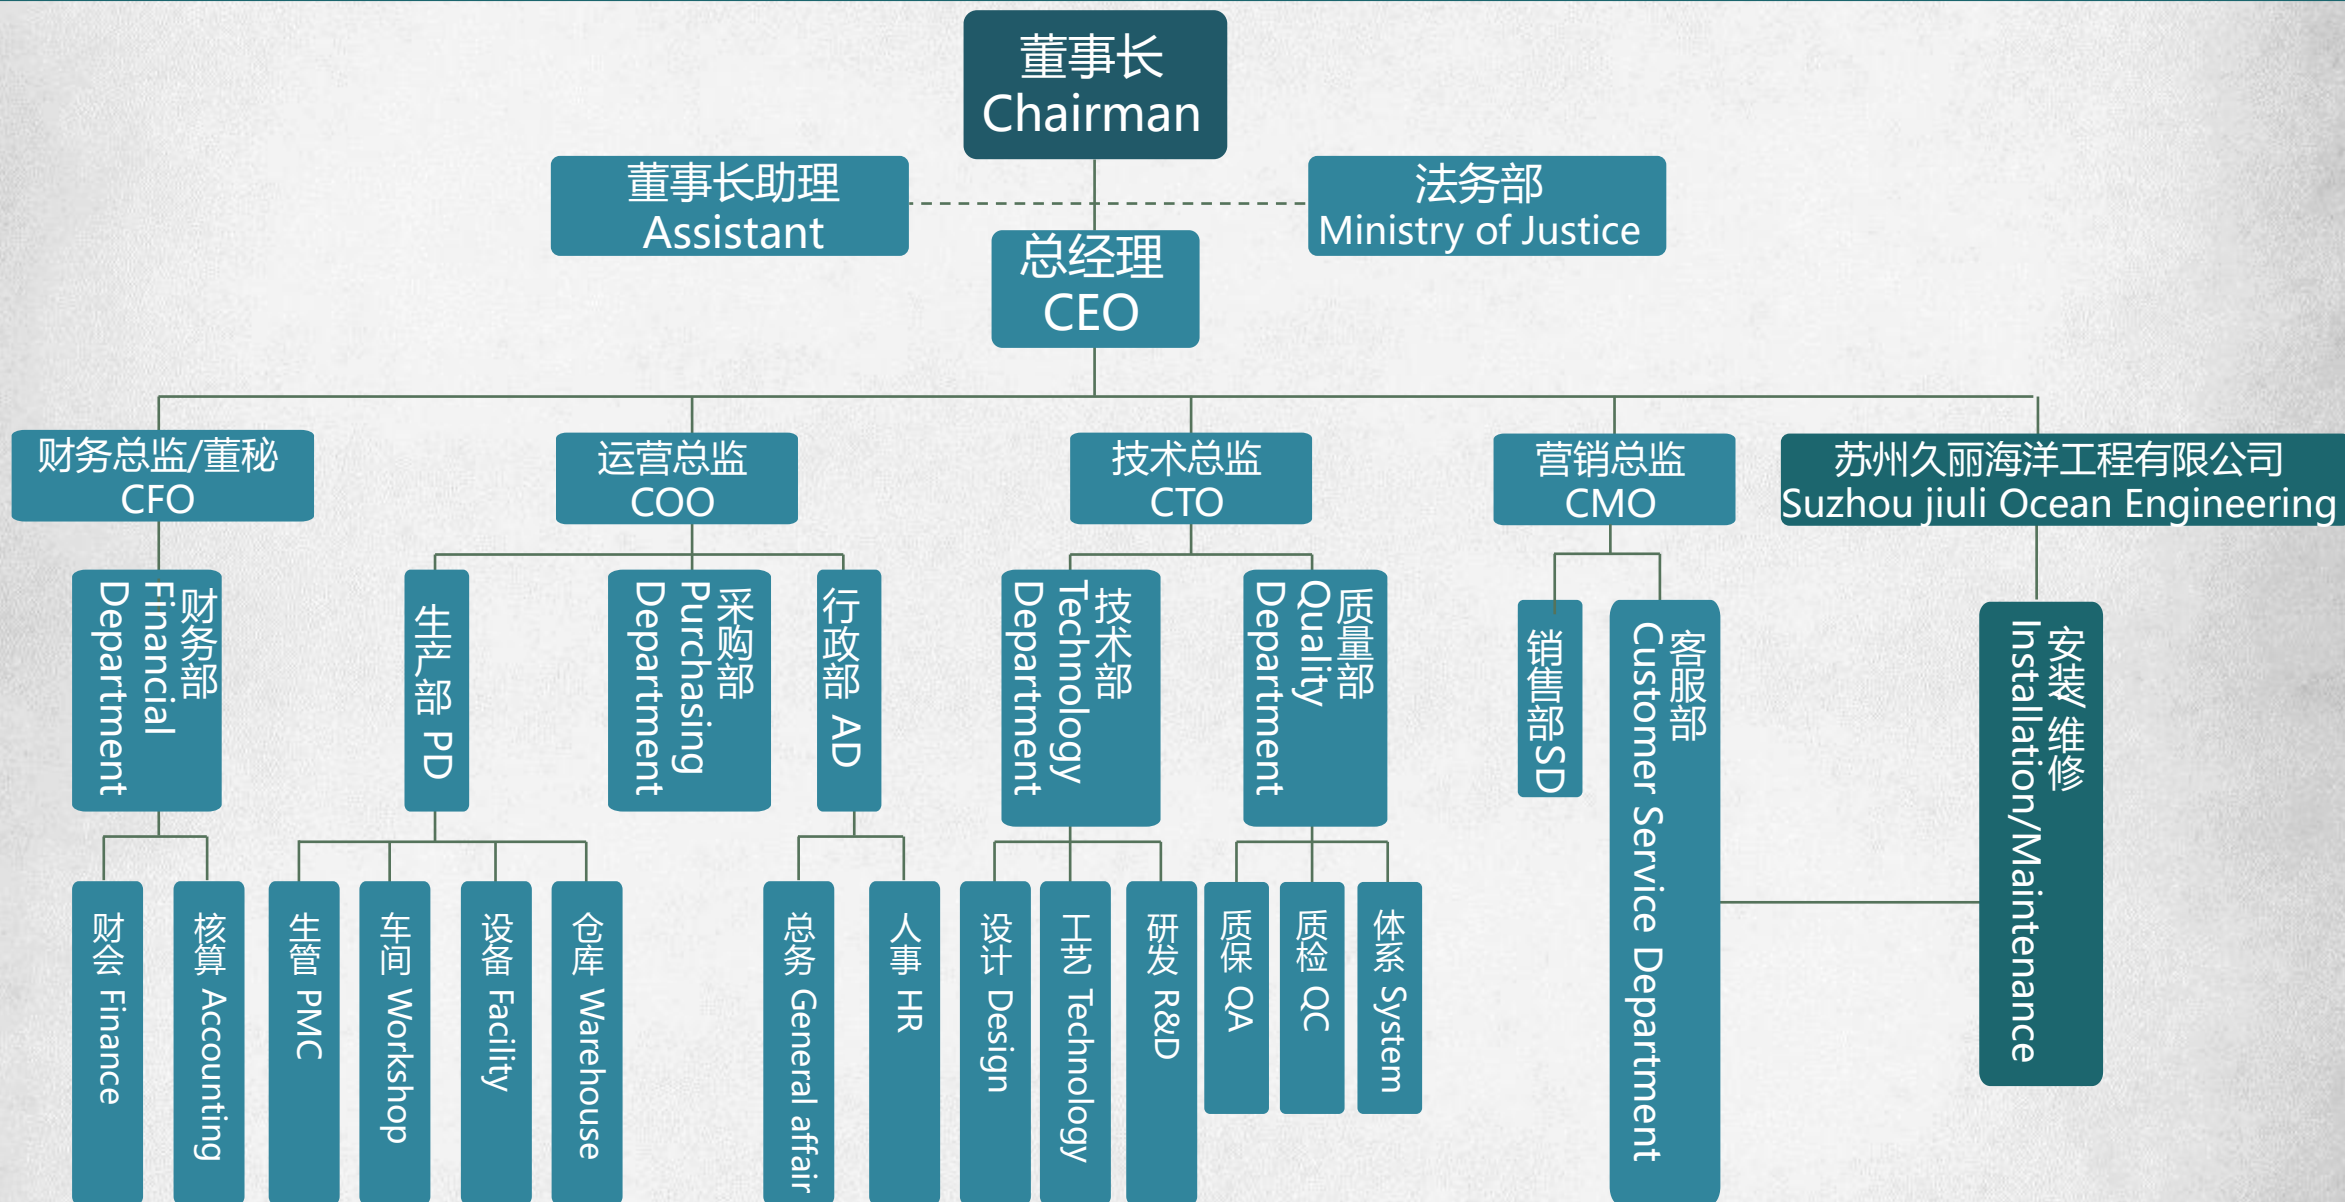 董事长
Chairman
董事长助理
Assistant
法务部
Ministry of Justice
总经理
CEO
财务总监/董秘
CFO
运营总监
COO
技术总监
CTO
营销总监
CMO
苏州久丽海洋工程有限公司
Suzhou jiuli Ocean Engineering
财务部
Financial
Department
生产部 PD
采购部
Purchasing
Department
行政部 AD
技术部
Technology
Department
质量部
Quality
Department
销售部SD
客服部
Customer Service Department
安装/维修
Installation/Maintenance
财会 Finance
核算 Accounting
生管 PMC
车间 Workshop
设备 Facility
仓库 Warehouse
总务 General affair
人事 HR
设计 Design
工艺 Technology
研发 R&D
质保 QA
质检 QC
体系 System